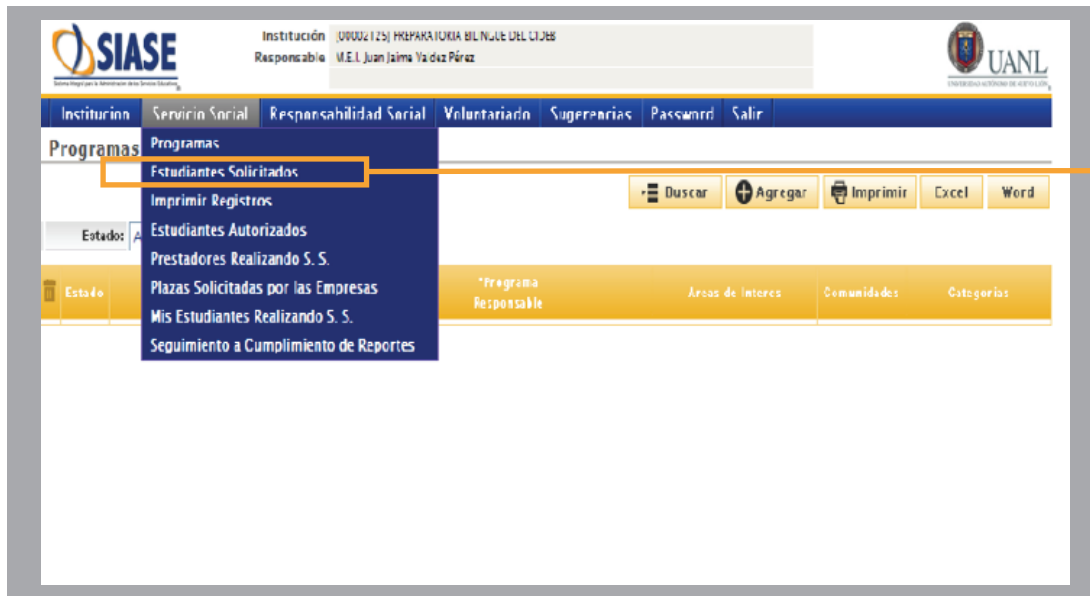 SIASE
Institución [00002125] PREPARATORIA BILINGUE DEL CIDEB
Responsable M.E.I. Juan Jaime Valdez Pérez
UANL
Institucion Servicio Social Responsabilidad Social Voluntariado Sugerencias Password Salir
Programas
Programas
Estudiantes Solicitados
Imprimir Registros
Estudiantes Autorizados
Prestadores Realizando S. S.
Plazas Solicitadas por las Empresas
Mis Estudiantes Realizando S. S.
Seguimiento a Cumplimiento de Reportes
Buscar Agregar Imprimir Excel Word
Estado: A
Estado *Programa Responsable Areas de Interes Comunidades Categorias